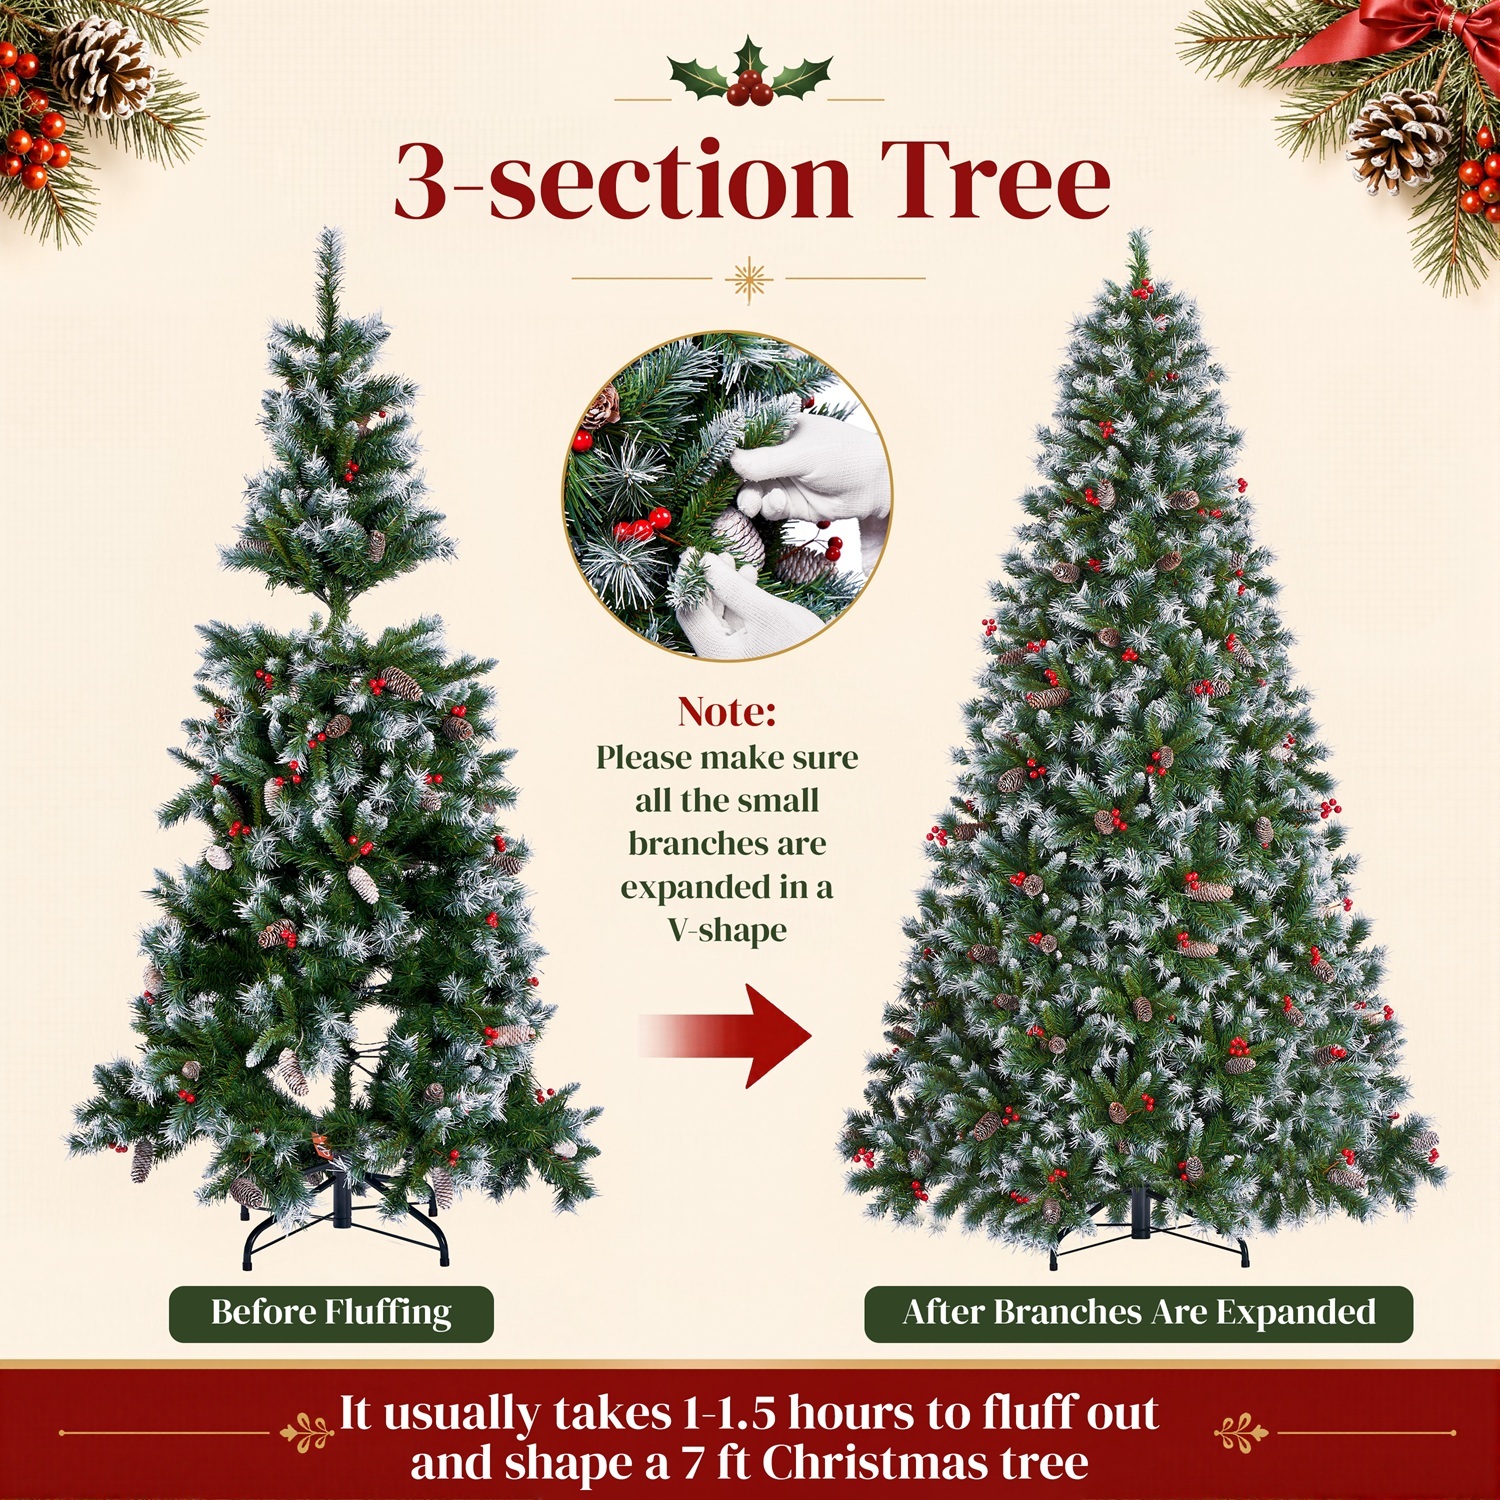 3-section Tree
Note:
Please make sure
all the small
branches are
expanded in a
V-shape
Before Fluffing
After Branches Are Expanded
It usually takes 1-1.5 hours to fluff out
and shape a 7 ft Christmas tree